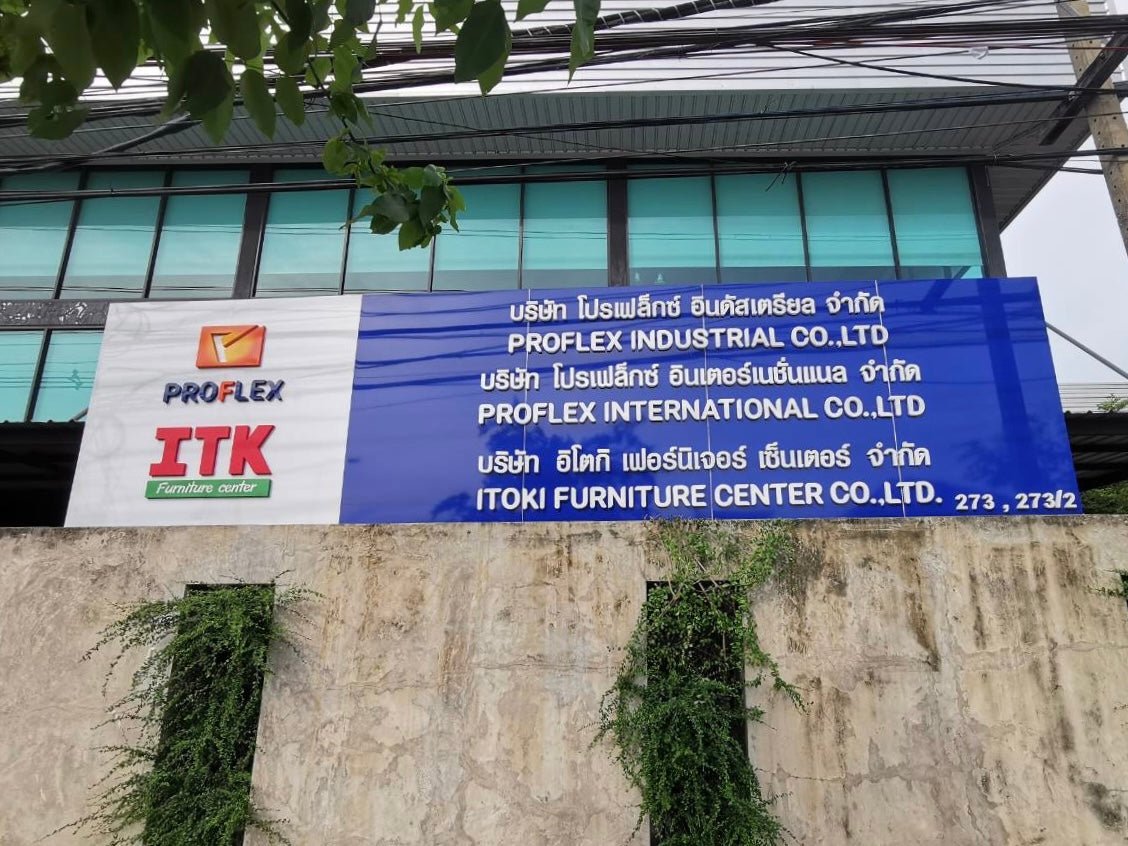 PROFLEX
ITK
Furniture center
บริษัท โปรเฟล็กซ์ อินดัสเตรียล จำกัด
PROFLEX INDUSTRIAL CO.,LTD
บริษัท โปรเฟล็กซ์ อินเตอร์เนชั่นแนล จำกัด
PROFLEX INTERNATIONAL CO.,LTD
บริษัท อิโตกิ เฟอร์นิเจอร์ เซ็นเตอร์ จำกัด
ITOKI FURNITURE CENTER CO.,LTD. 273 , 273/2